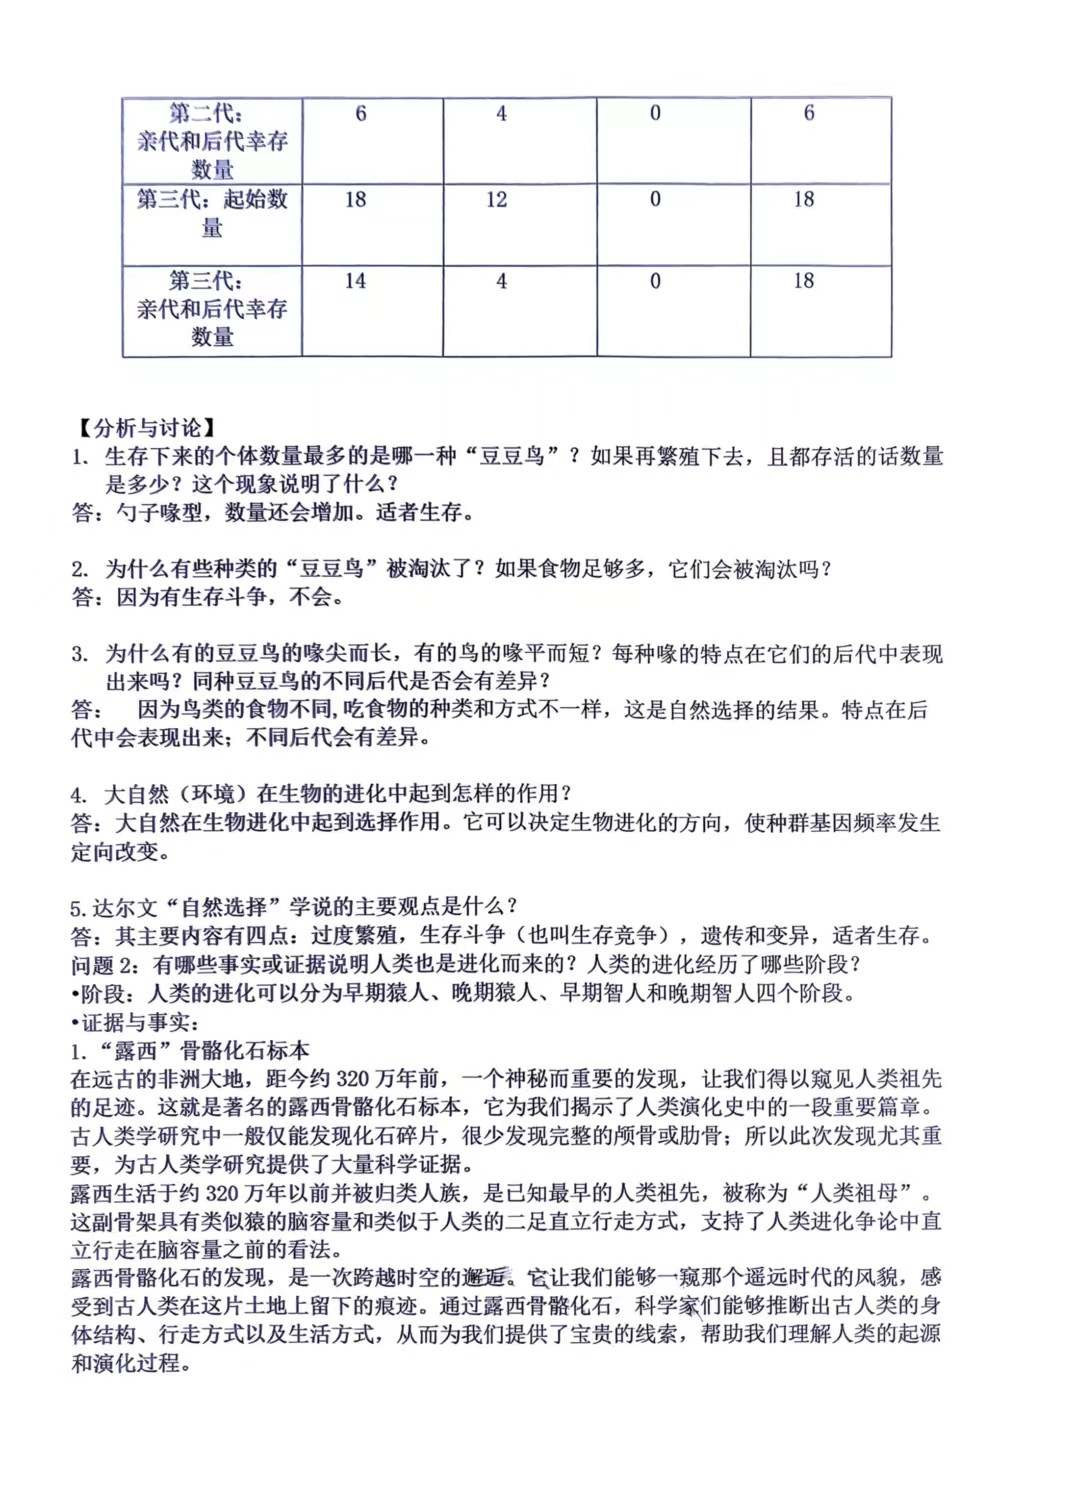 第二代： 6 4 0 6
亲代和后代幸存
数量
第三代：起始数 18 12 0 18
量
第三代： 14 4 0 18
亲代和后代幸存
数量
【分析与讨论】
1. 生存下来的个体数量最多的是哪一种“豆豆鸟”？如果再繁殖下去，且都存活的话数量
是多少？这个现象说明了什么？
答：勺子喙型，数量还会增加。适者生存。
2. 为什么有些种类的“豆豆鸟”被淘汰了？如果食物足够多，它们会被淘汰吗？
答：因为有生存斗争，不会。
3. 为什么有的豆豆鸟的喙尖而长，有的鸟的喙平而短？每种喙的特点在它们的后代中表现
出来吗？同种豆豆鸟的不同后代是否会有差异？
答： 因为鸟类的食物不同,吃食物的种类和方式不一样，这是自然选择的结果。特点在后
代中会表现出来；不同后代会有差异。
4. 大自然（环境）在生物的进化中起到怎样的作用？
答：大自然在生物进化中起到选择作用。它可以决定生物进化的方向，使种群基因频率发生
定向改变。
5.达尔文“自然选择”学说的主要观点是什么？
答：其主要内容有四点：过度繁殖，生存斗争（也叫生存竞争），遗传和变异，适者生存。
问题 2：有哪些事实或证据说明人类也是进化而来的？人类的进化经历了哪些阶段？
•阶段：人类的进化可以分为早期猿人、晚期猿人、早期智人和晚期智人四个阶段。
•证据与事实：
1.“露西”骨骼化石标本
在远古的非洲大地，距今约 320 万年前，一个神秘而重要的发现，让我们得以窥见人类祖先
的足迹。这就是著名的露西骨骼化石标本，它为我们揭示了人类演化史中的一段重要篇章。
古人类学研究中一般仅能发现化石碎片，很少发现完整的颅骨或肋骨；所以此次发现尤其重
要，为古人类学研究提供了大量科学证据。
露西生活于约 320 万年以前并被归类人族，是已知最早的人类祖先，被称为“人类祖母”。
这副骨架具有类似猿的脑容量和类似于人类的二足直立行走方式，支持了人类进化争论中直
立行走在脑容量之前的看法。
露西骨骼化石的发现，是一次跨越时空的邂逅。它让我们能够一窥那个遥远时代的风貌，感
受到古人类在这片土地上留下的痕迹。通过露西骨骼化石，科学家们能够推断出古人类的身
体结构、行走方式以及生活方式，从而为我们提供了宝贵的线索，帮助我们理解人类的起源
和演化过程。